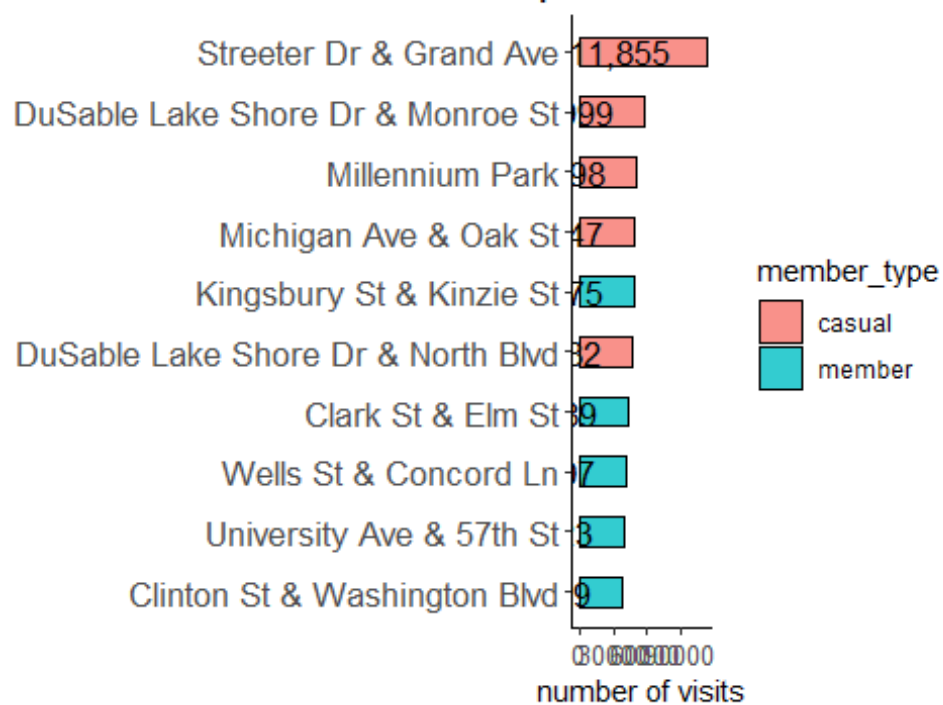 Streeter Dr & Grand Ave 11,855
DuSable Lake Shore Dr & Monroe St 99
Millennium Park 98
Michigan Ave & Oak St 47
Kingsbury St & Kinzie St 75
DuSable Lake Shore Dr & North Blvd 32
Clark St & Elm St 39
Wells St & Concord Ln 7
University Ave & 57th St 3
Clinton St & Washington Blvd 9
number of visits
member_type
casual
member